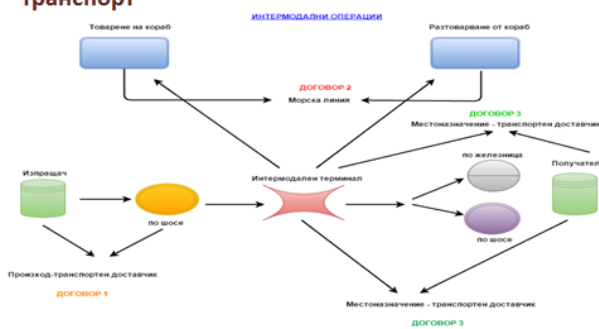 транспорт
ИНТЕРМОДАЛНИ ОПЕРАЦИИ
Товарене на кораб
Разтоварване от кораб
ДОГОВОР 2
Морска линия
ДОГОВОР 3
Местоназначение - транспортен доставчик
по железница
Получател
Изпращач
Интермодален терминал
по шосе
по шосе
Произход-транспортен доставчик
ДОГОВОР 1
Местоназначение - транспортен доставчик
ДОГОВОР 3